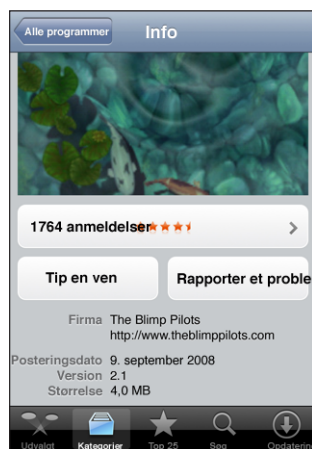 Alle programmer
Info
1764 anmeldelser
Tip en ven
Rapporter et proble
Firma The Blimp Pilots
http://www.theblimppilots.com
Posteringsdato 9. september 2008
Version 2.1
Størrelse 4,0 MB
Udvalgt Kategorier Top 25 Søg Opdatering